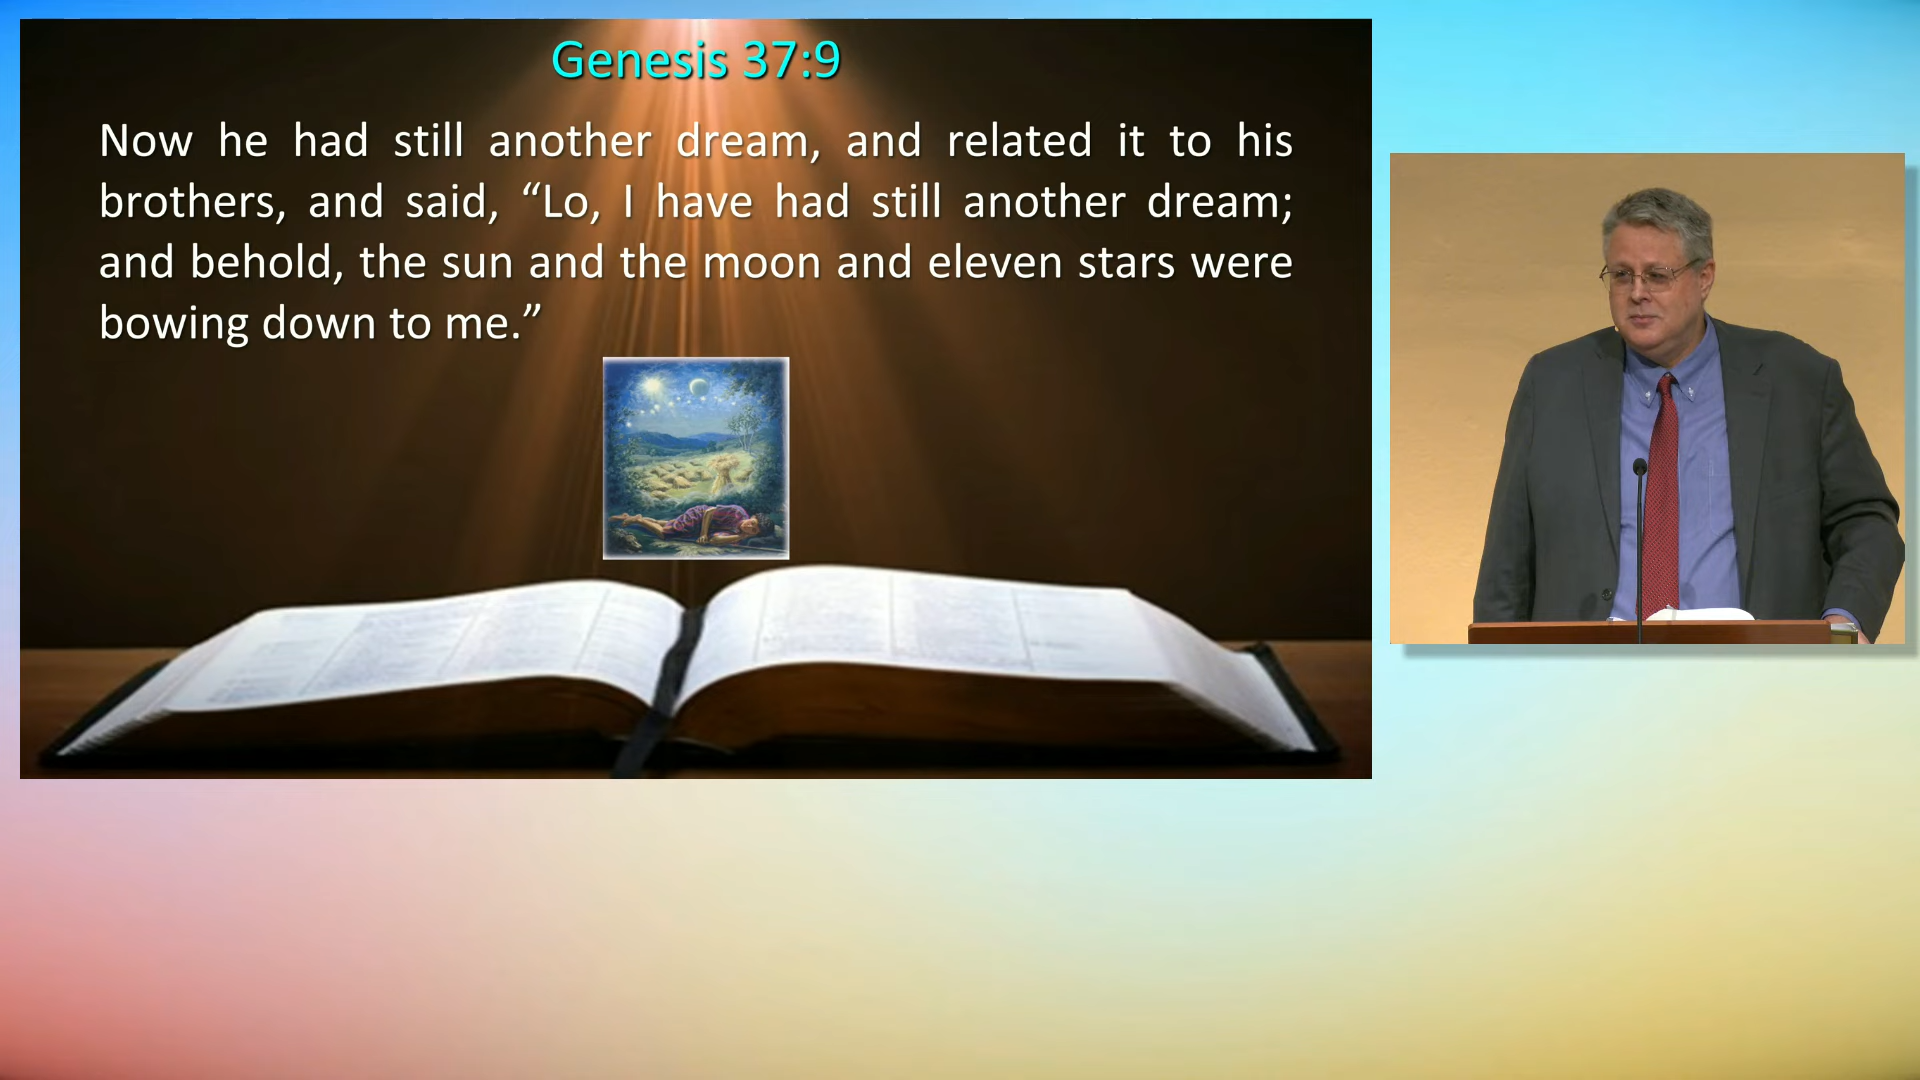 Genesis 37:9
Now he had still another dream, and related it to his
brothers, and said, “Lo, I have had still another dream;
and behold, the sun and the moon and eleven stars were
bowing down to me.”